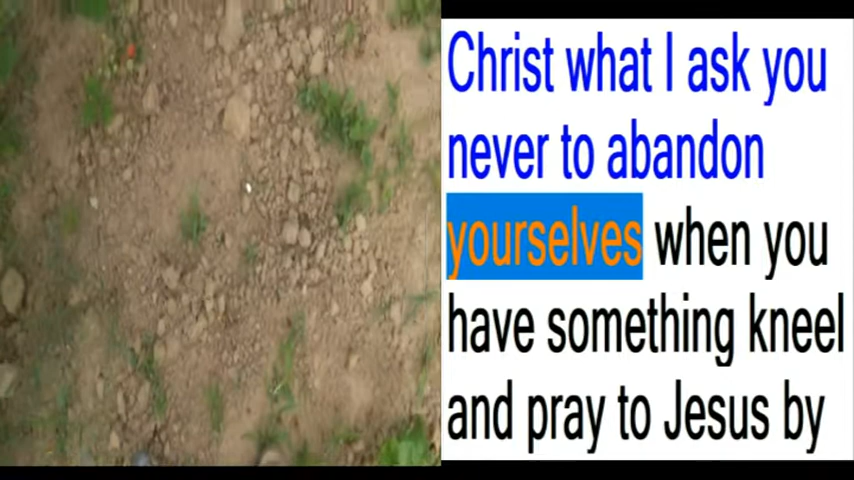 Christ what I ask you
never to abandon
yourselves when you
have something kneel
and pray to Jesus by